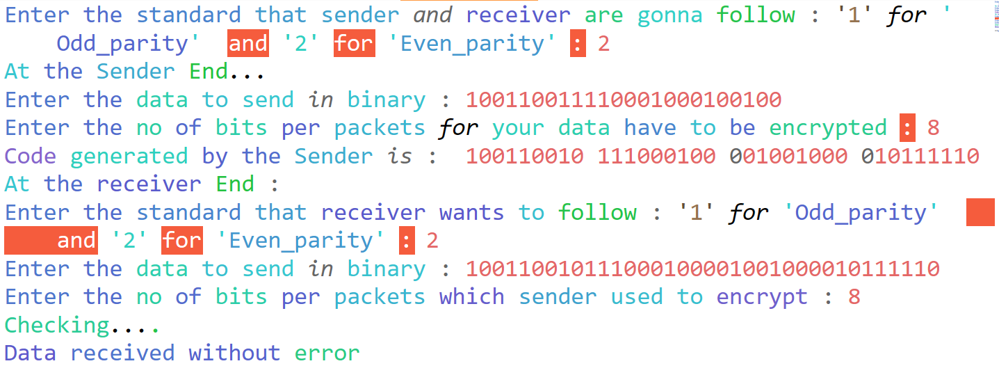 Enter the standard that sender and receiver are gonna follow : '1' for '
Odd_parity'  and '2' for 'Even_parity' : 2
At the Sender End...
Enter the data to send in binary : 100110011110001000100100
Enter the no of bits per packets for your data have to be encrypted : 8
Code generated by the Sender is :  100110010 111000100 001001000 010111110
At the receiver End :
Enter the standard that receiver wants to follow : '1' for 'Odd_parity'
and '2' for 'Even_parity' : 2
Enter the data to send in binary : 100110010111000100001001000010111110
Enter the no of bits per packets which sender used to encrypt : 8
Checking....
Data received without error